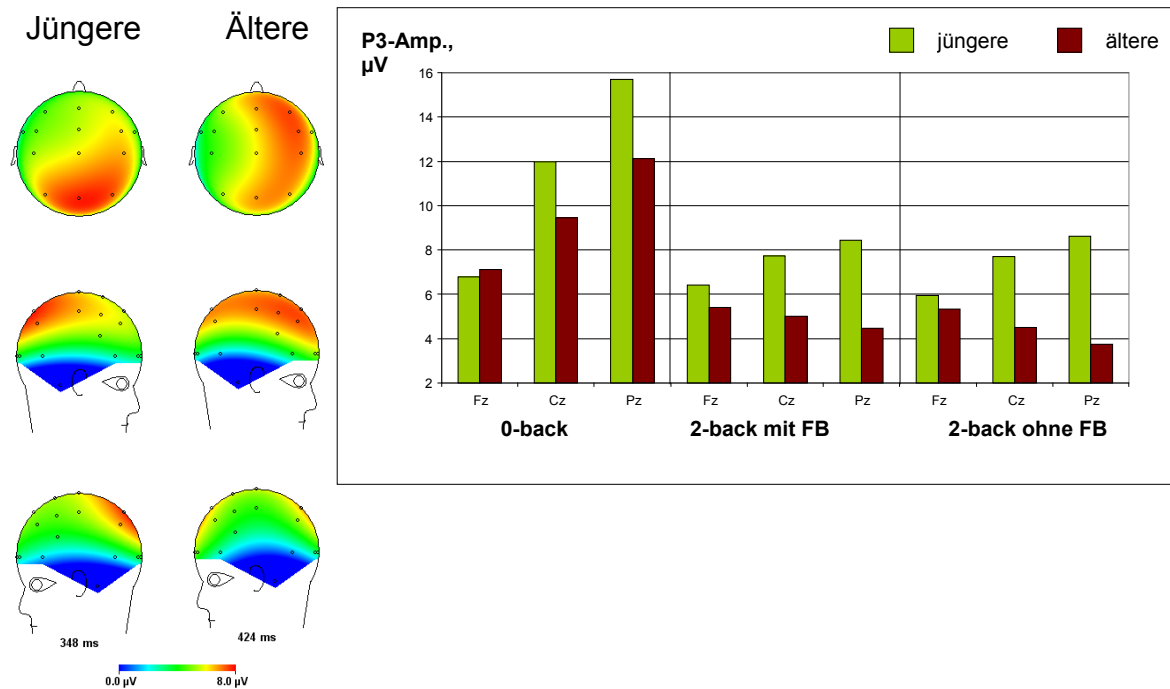 Jüngere Ältere
348 ms 424 ms
0.0 µV 8.0 µV
P3-Amp.,
µV
jüngere ältere
16
14
12
10
8
6
4
2
Fz Cz Pz Fz Cz Pz Fz Cz Pz
0-back 2-back mit FB 2-back ohne FB